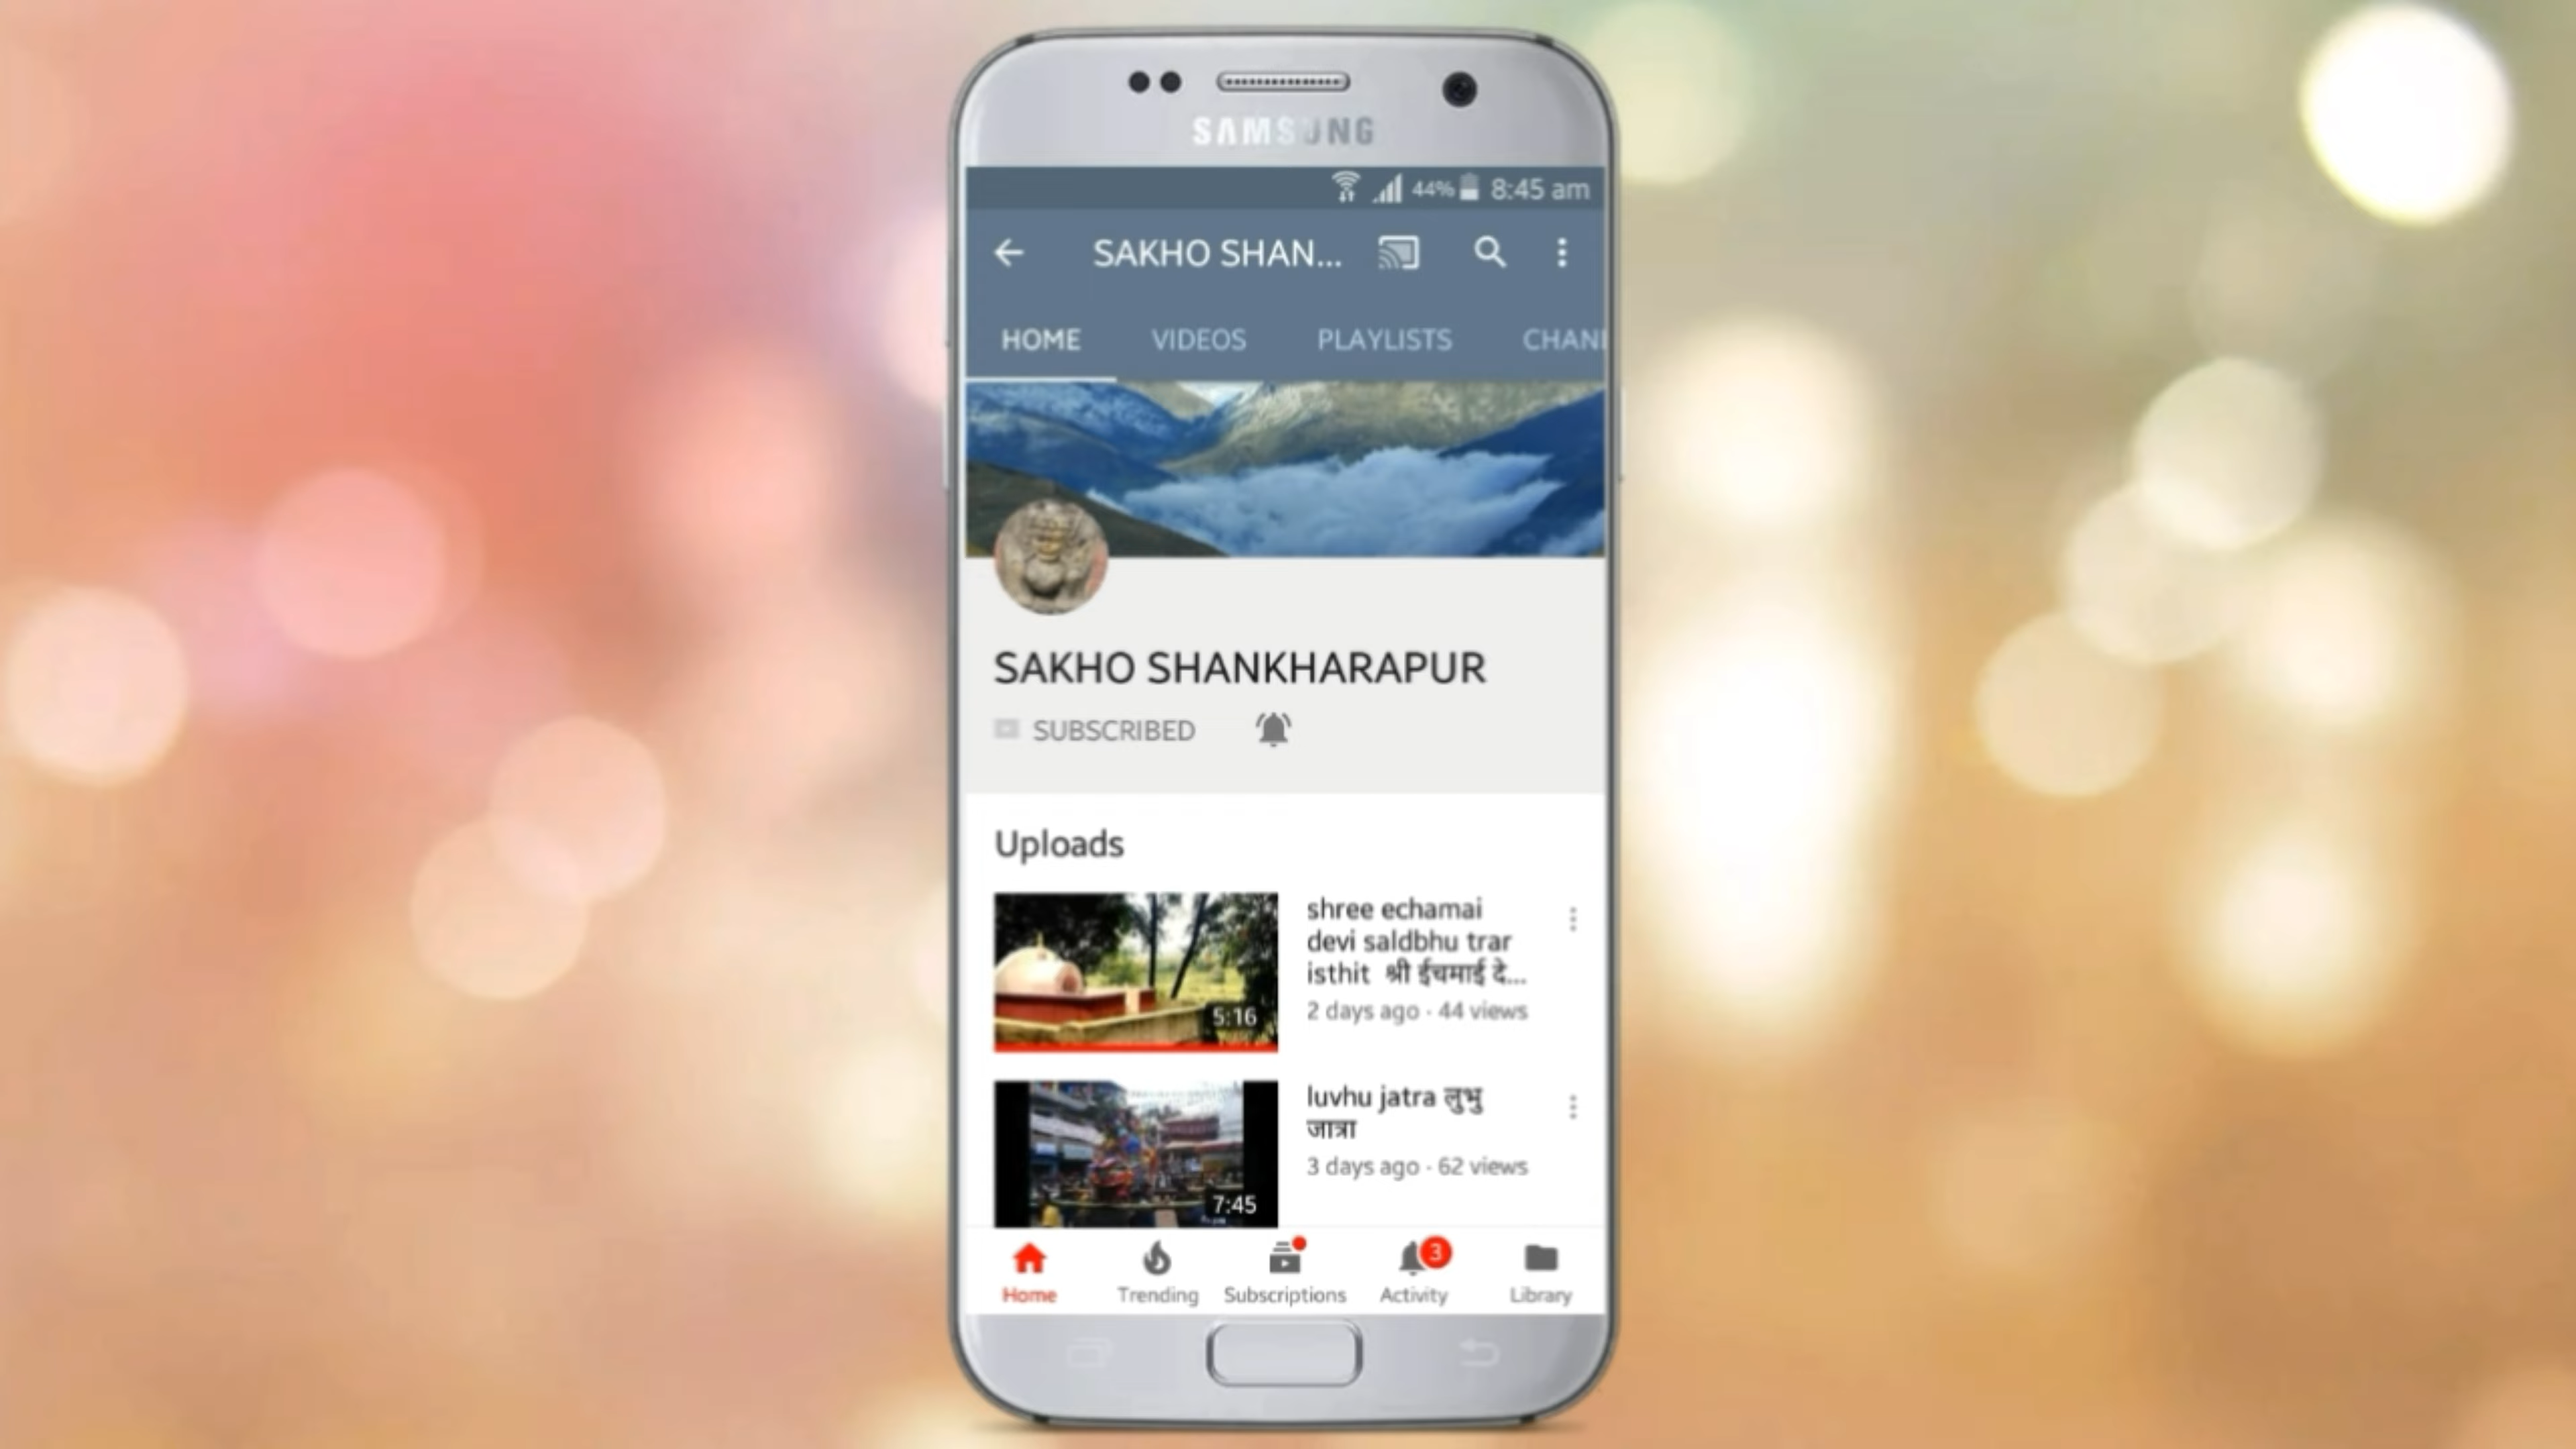 SAMSUNG
44% 8:45 am
SAKHO SHAN...
HOME VIDEOS PLAYLISTS CHAN
SAKHO SHANKHARAPUR
SUBSCRIBED
Uploads
shree echamai
devi saldbhu trar
isthit श्री ईचमाई दे...
2 days ago · 44 views
5:16
luvhu jatra लुभु
जात्रा
3 days ago · 62 views
7:45
3
Home Trending Subscriptions Activity Library